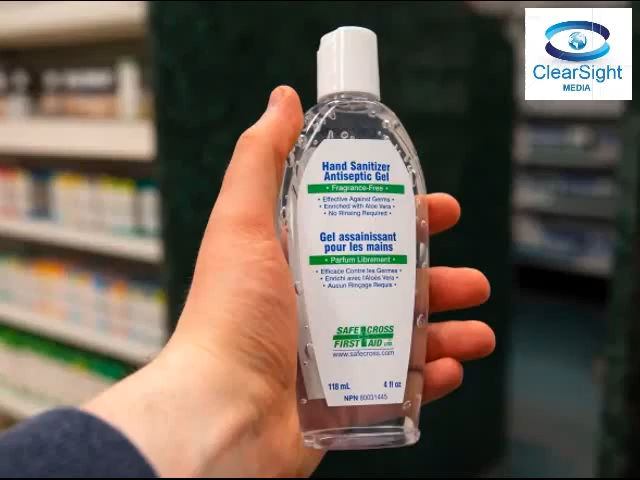 ClearSight
MEDIA
Hand Sanitizer
Antiseptic Gel
• Fragrance-Free •
• Effective Against Germs •
• Enriched with Aloe Vera •
• No Rinsing Required •
Gel assainissant
pour les mains
• Parfum Librement •
• Efficace Contre les Germes •
• Enrichi avec l'Aloès Vera •
• Aucun Rinçage Requis •
SAFE CROSS
FIRST AID LTD
www.safecross.com
118 mL 4 fl oz
NPN 80031445